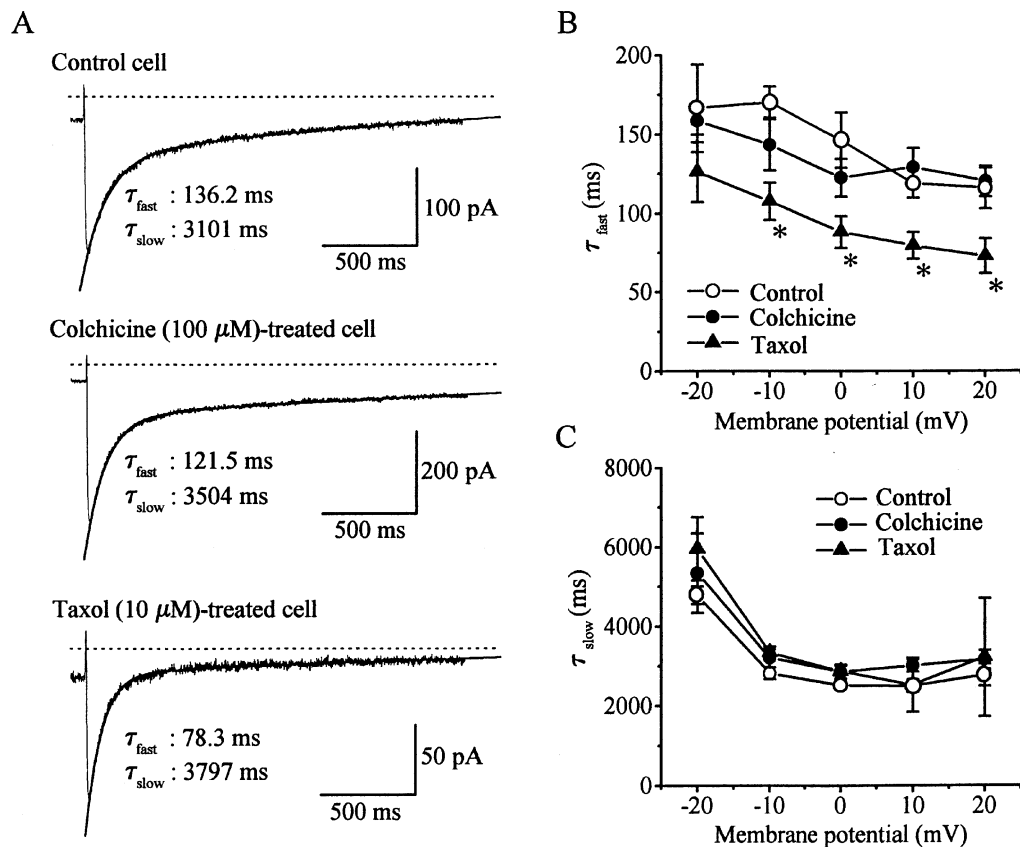 A
Control cell
τfast : 136.2 ms
τslow : 3101 ms
100 pA
500 ms
Colchicine (100 μM)-treated cell
τfast : 121.5 ms
τslow : 3504 ms
200 pA
500 ms
Taxol (10 μM)-treated cell
τfast : 78.3 ms
τslow : 3797 ms
50 pA
500 ms
B
200
150
100
50
0
τfast (ms)
* * * *
Control
Colchicine
Taxol
-20 -10 0 10 20
Membrane potential (mV)
C
8000
6000
4000
2000
0
τslow (ms)
Control
Colchicine
Taxol
-20 -10 0 10 20
Membrane potential (mV)